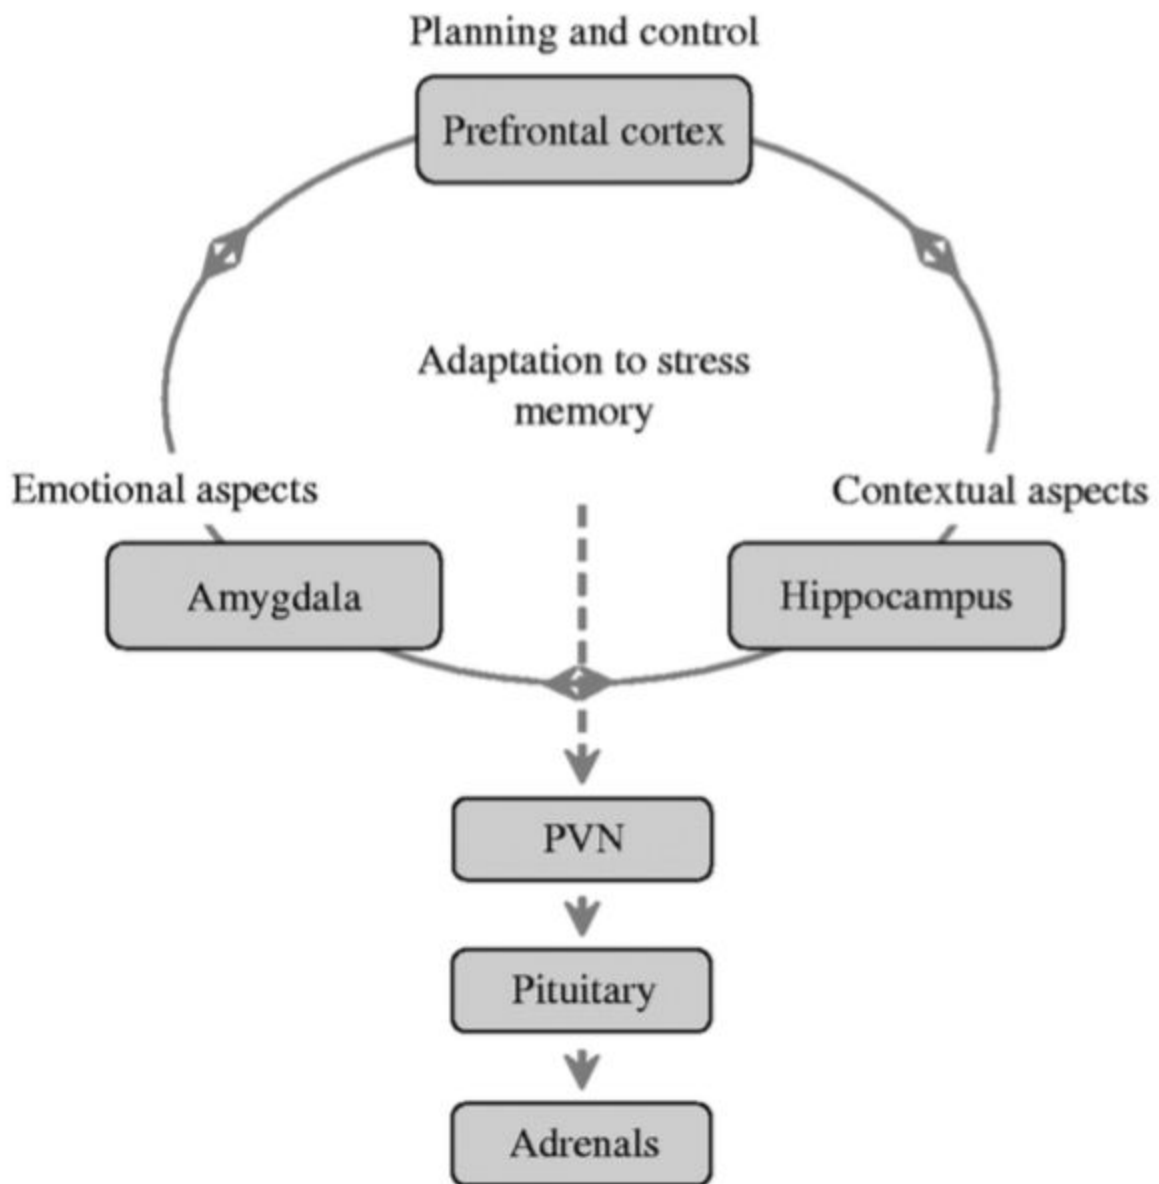 Planning and control
Prefrontal cortex
Adaptation to stress
memory
Emotional aspects
Contextual aspects
Amygdala
Hippocampus
PVN
Pituitary
Adrenals